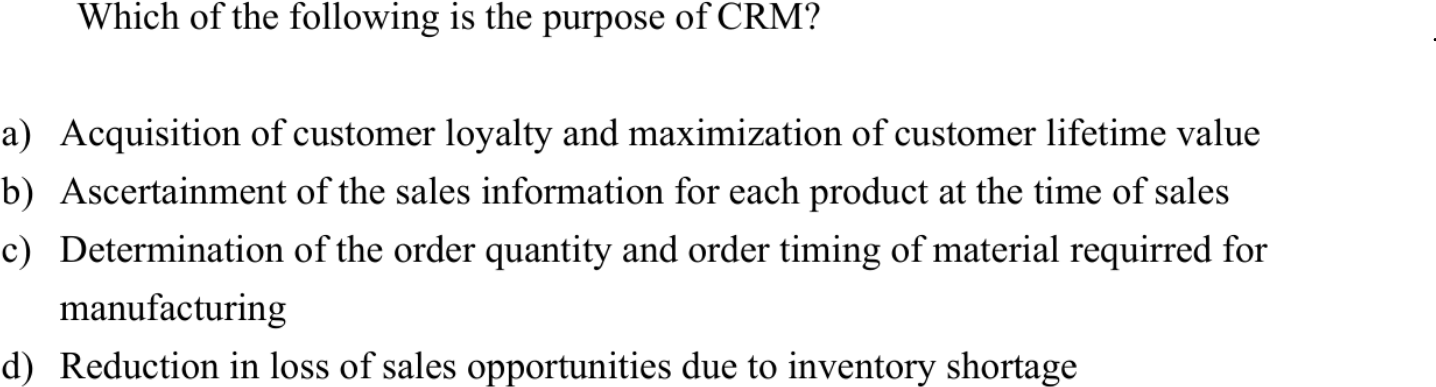 Which of the following is the purpose of CRM?
a) Acquisition of customer loyalty and maximization of customer lifetime value
b) Ascertainment of the sales information for each product at the time of sales
c) Determination of the order quantity and order timing of material requirred for
manufacturing
d) Reduction in loss of sales opportunities due to inventory shortage